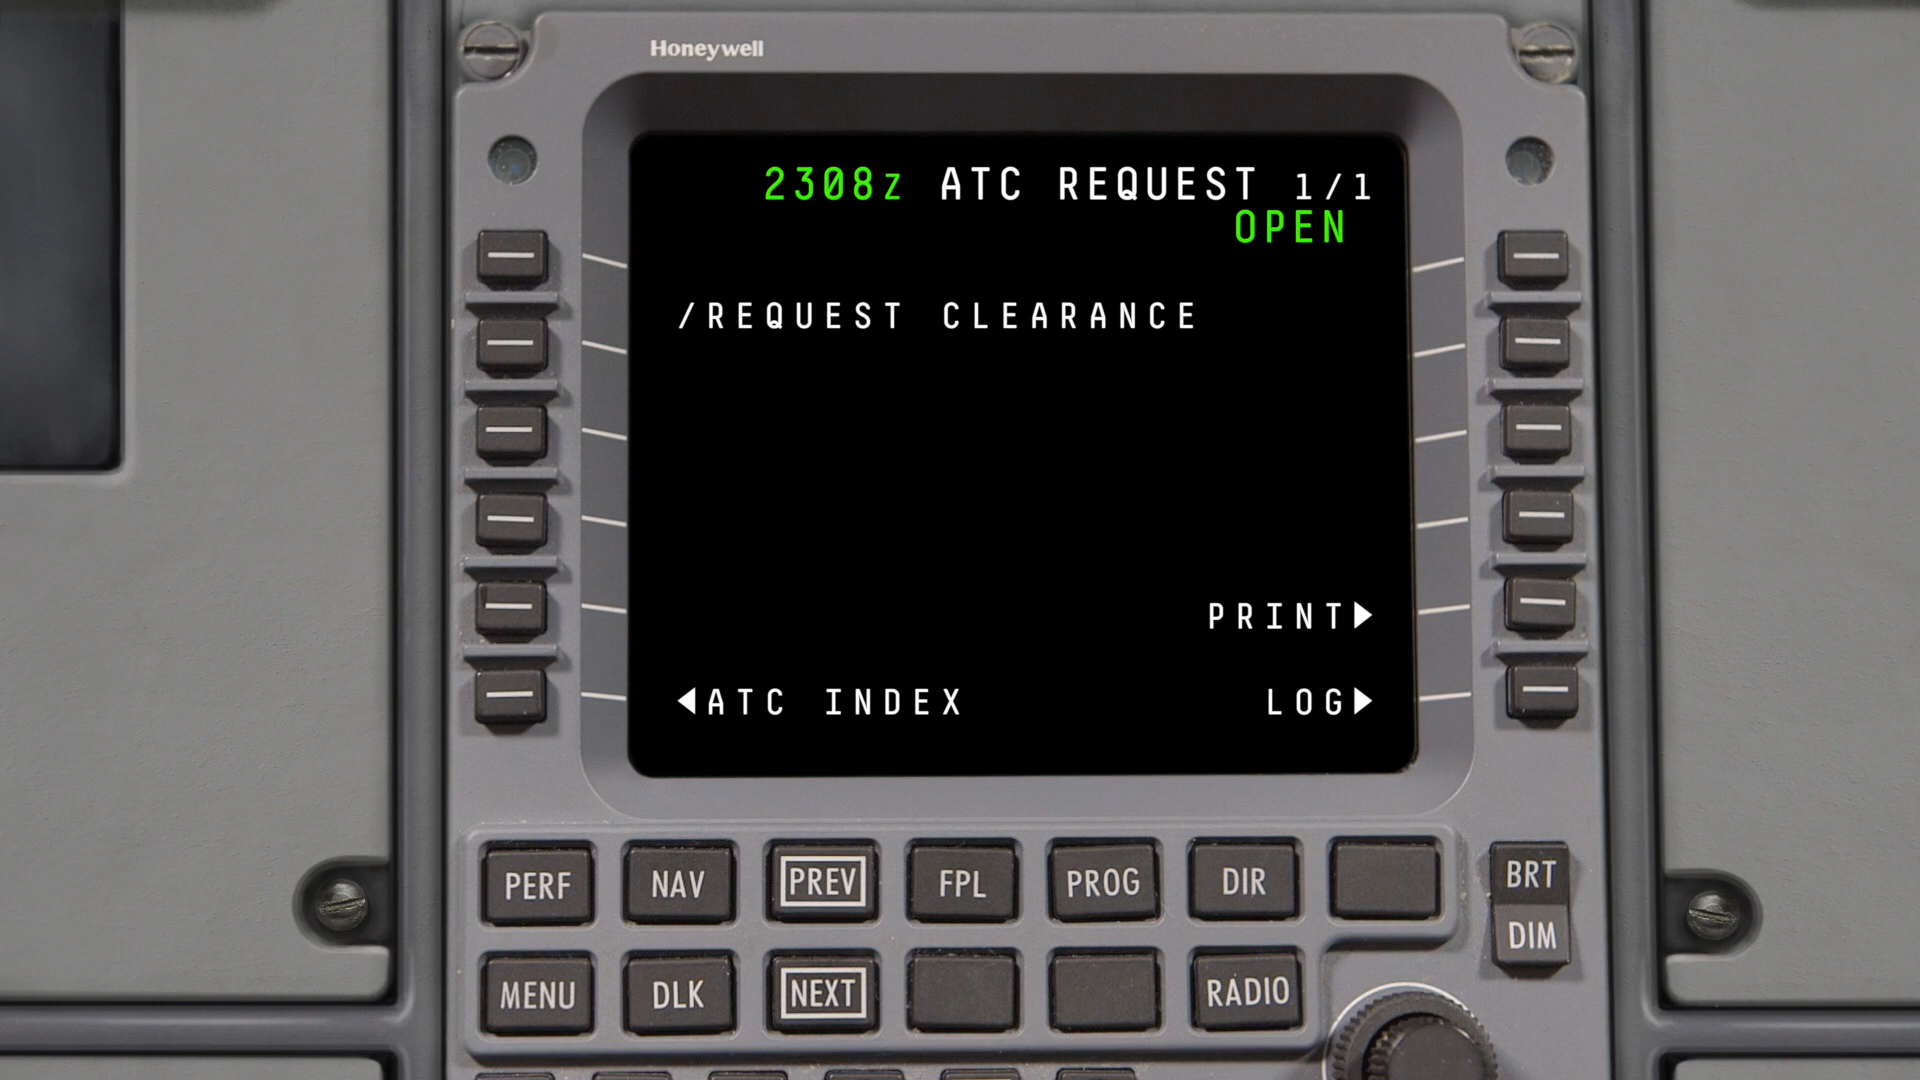 Honeywell
2308z ATC REQUEST 1/1
OPEN
/REQUEST CLEARANCE
PRINT▶
◀ATC INDEX LOG▶
PERF NAV PREV FPL PROG DIR BRT
DIM
MENU DLK NEXT RADIO